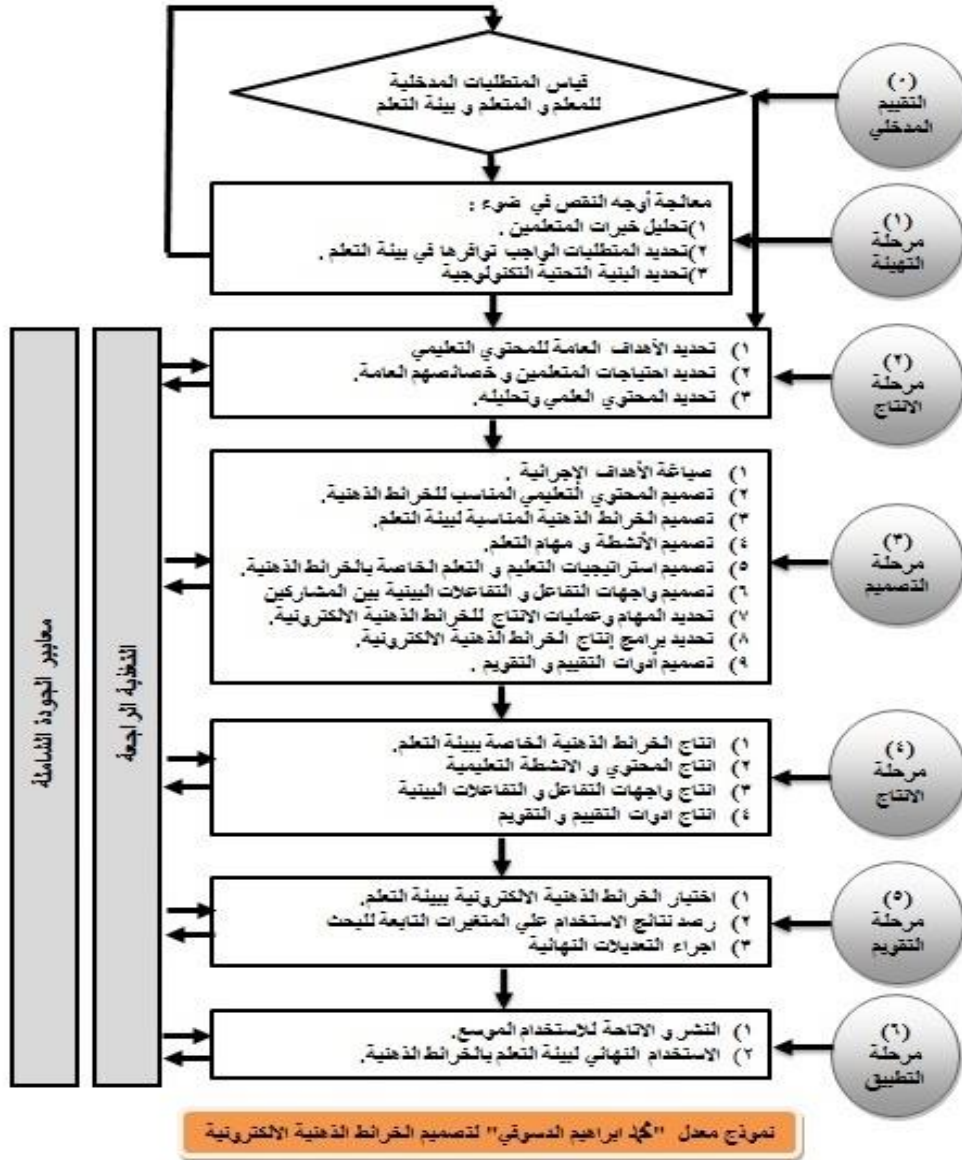 قياس المتطلبات المدخلية
للمعلم و المتعلم و بيئة التعلم
(٠)
التقييم
المدخلي
معالجة أوجه النقص في ضوء :
١)تحليل خبرات المتعلمين .
٢)تحديد المتطلبات الواجب توافرها في بيئة التعلم .
٣)تحديد البنية التحتية التكنولوجية
(١)
مرحلة
التهيئة
١) تحديد الأهداف العامة للمحتوي التعليمي
٢) تحديد احتياجات المتعلمين و خصائصهم العامة.
٣) تحديد المحتوي العلمي وتحليله.
(٢)
مرحلة
الانتاج
١) صياغة الأهداف الإجرائية .
٢) تصميم المحتوي التعليمي المناسب للخرائط الذهنية.
٣) تصميم الخرائط الذهنية المناسبة لبيئة التعلم.
٤) تصميم الأنشطة و مهام التعلم.
٥) تصميم استراتيجيات التعليم و التعلم الخاصة بالخرائط الذهنية.
٦) تصميم واجهات التفاعل و التفاعلات البينية بين المشاركين
٧) تحديد المهام وعمليات الانتاج للخرائط الذهنية الالكترونية.
٨) تحديد برامج إنتاج الخرائط الذهنية الالكترونية.
٩) تصميم أدوات التقييم و التقويم .
(٣)
مرحلة
التصميم
١) انتاج الخرائط الذهنية الخاصة ببيئة التعلم.
٢) انتاج المحتوي و الانشطة التعليمية
٣) انتاج واجهات التفاعل و التفاعلات البينية
٤) انتاج ادوات التقييم و التقويم
(٤)
مرحلة
الانتاج
١) اختبار الخرائط الذهنية الالكترونية ببيئة التعلم.
٢) رصد نتائج الاستخدام علي المتغيرات التابعة للبحث
٣) اجراء التعديلات النهائية
(٥)
مرحلة
التقويم
١) النشر و الاتاحة للاستخدام الموسع.
٢) الاستخدام النهائي لبيئة التعلم بالخرائط الذهنية.
(٦)
مرحلة
التطبيق
التغذية الراجعة
معايير الجودة الشاملة
نموذج معدل "محمد ابراهيم الدسوقي" لتصميم الخرائط الذهنية الالكترونية